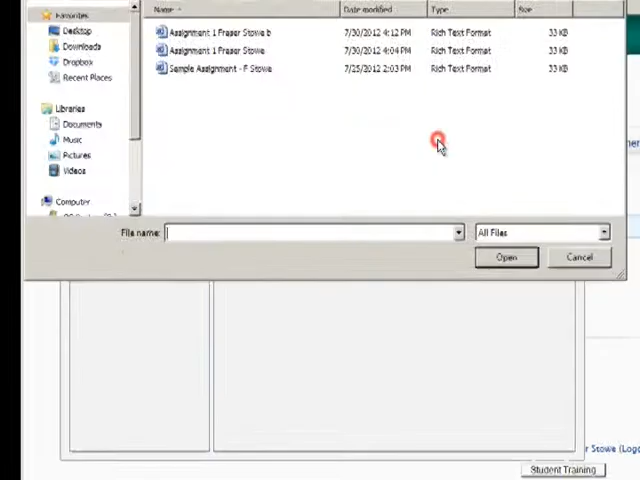 Favorites
Name
Date modified
Type
Size
Desktop
Assignment 1 Fraser Stowe b 7/30/2012 4:12 PM Rich Text Format 33 KB
Downloads
Assignment 1 Fraser Stowe 7/30/2012 4:04 PM Rich Text Format 33 KB
Dropbox
Sample Assignment - F Stowe 7/25/2012 2:03 PM Rich Text Format 33 KB
Recent Places
Libraries
Documents
Music
Pictures
Videos
Computer
File name:
All Files
Open
Cancel
r Stowe (Logo
Student Training